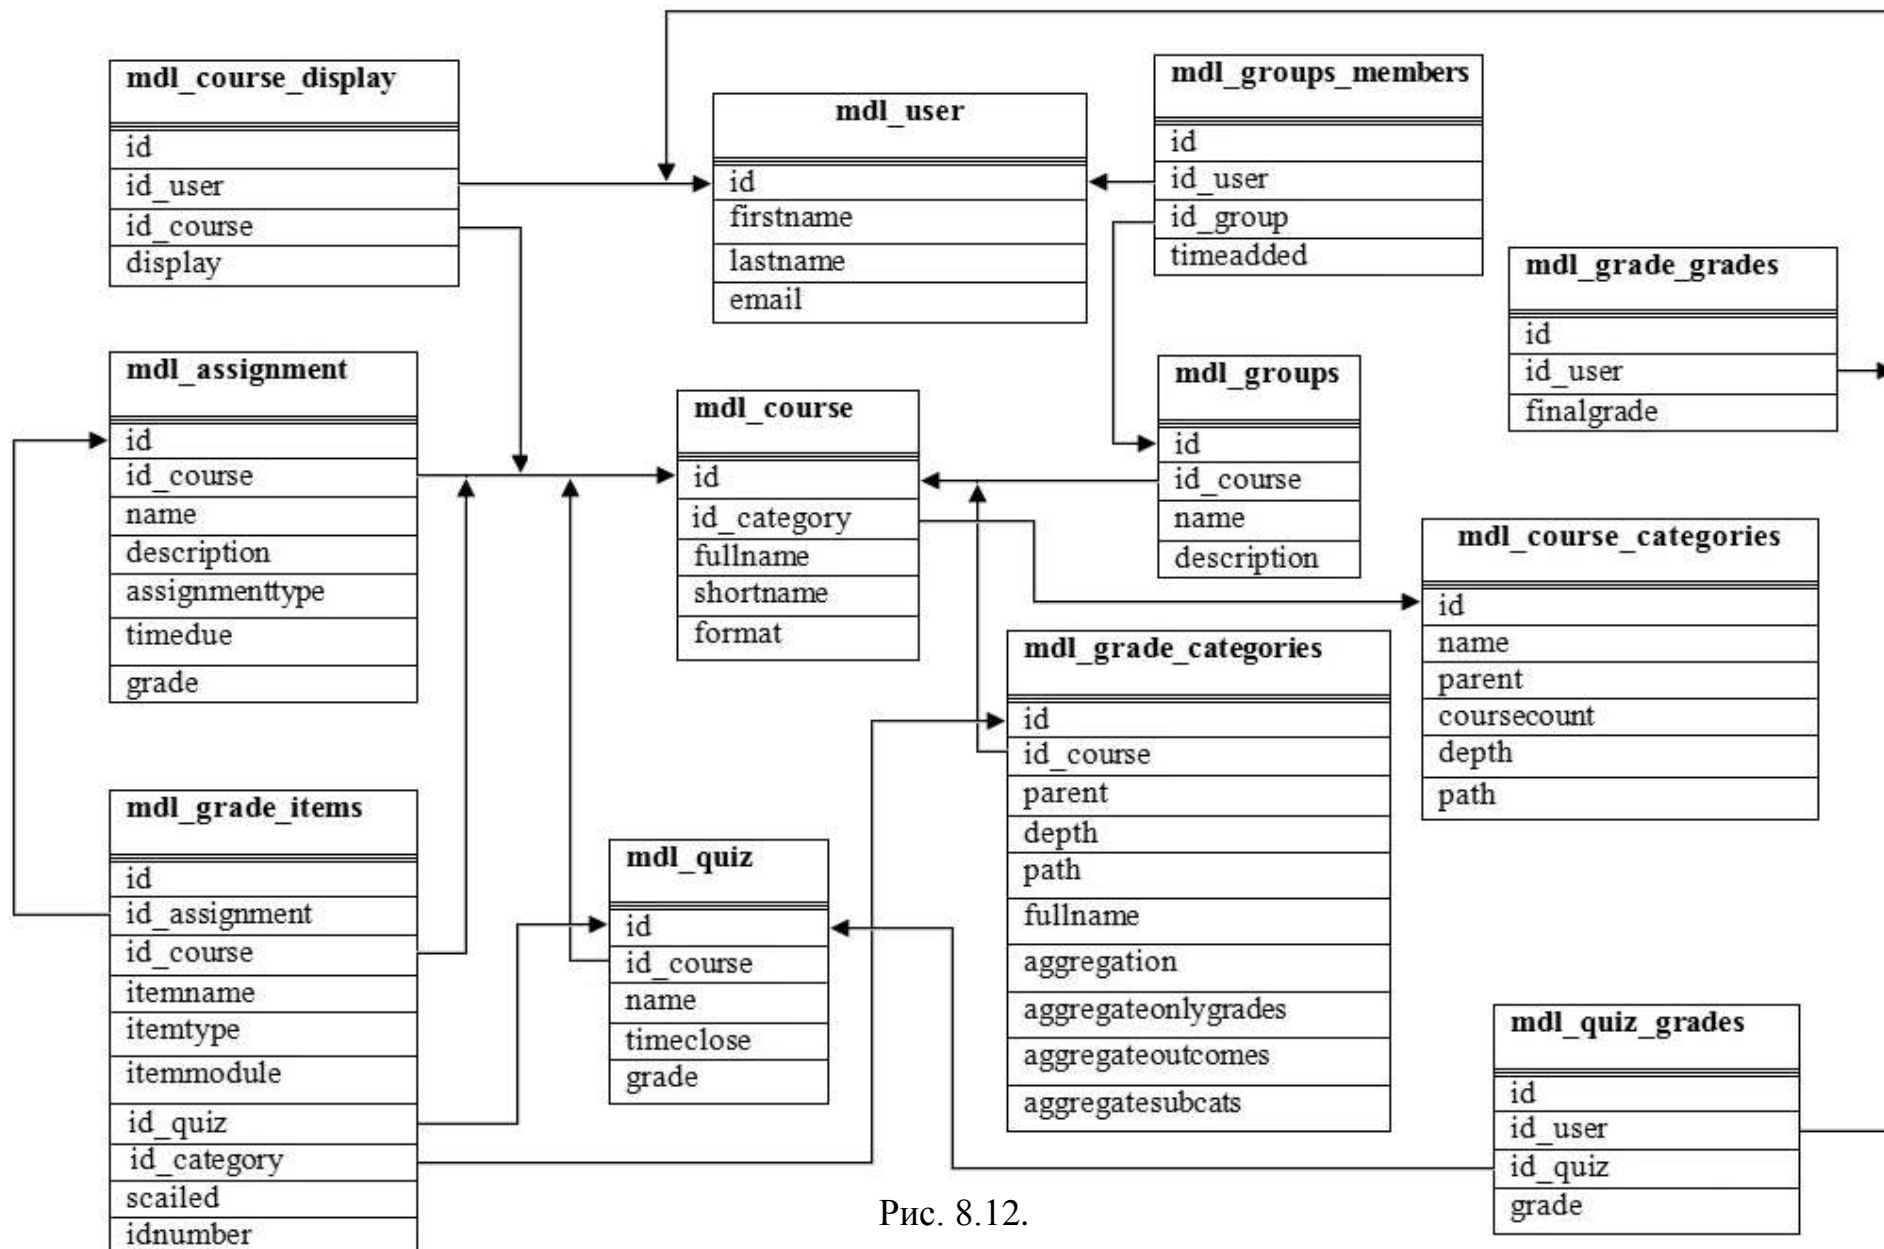 mdl_course_display
id
id_user
id_course
display
mdl_user
id
firstname
lastname
email
mdl_groups_members
id
id_user
id_group
timeadded
mdl_grade_grades
id
id_user
finalgrade
mdl_assignment
id
id_course
name
description
assignmenttype
timedue
grade
mdl_course
id
id_category
fullname
shortname
format
mdl_groups
id
id_course
name
description
mdl_course_categories
id
name
parent
coursecount
depth
path
mdl_grade_categories
id
id_course
parent
depth
path
fullname
aggregation
aggregateonlygrades
aggregateoutcomes
aggregatesubcats
mdl_grade_items
id
id_assignment
id_course
itemname
itemtype
itemmodule
id_quiz
id_category
scailed
idnumber
mdl_quiz
id
id_course
name
timeclose
grade
mdl_quiz_grades
id
id_user
id_quiz
grade
Рис. 8.12.